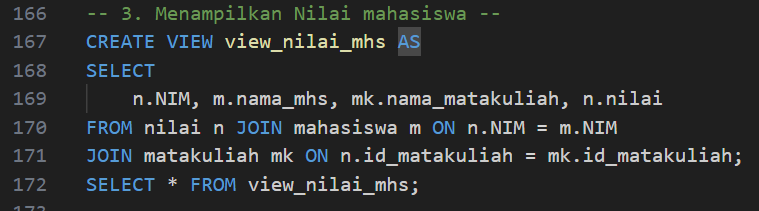 166 -- 3. Menampilkan Nilai mahasiswa --
167 CREATE VIEW view_nilai_mhs AS
168 SELECT
169 n.NIM, m.nama_mhs, mk.nama_matakuliah, n.nilai
170 FROM nilai n JOIN mahasiswa m ON n.NIM = m.NIM
171 JOIN matakuliah mk ON n.id_matakuliah = mk.id_matakuliah;
172 SELECT * FROM view_nilai_mhs;